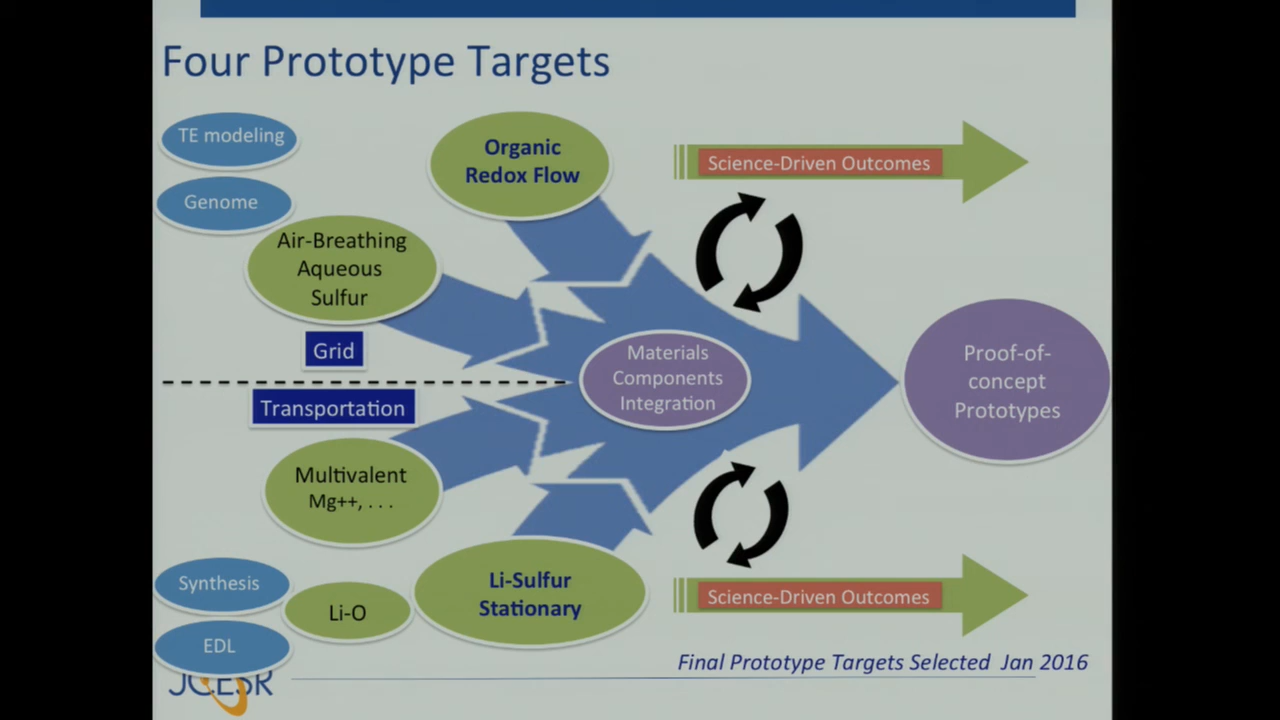 Four Prototype Targets
TE modeling
Genome
Organic
Redox Flow
Science-Driven Outcomes
Air-Breathing
Aqueous
Sulfur
Grid
Transportation
Materials
Components
Integration
Proof-of-
concept
Prototypes
Multivalent
Mg++, . . .
Synthesis
Li-O
EDL
Li-Sulfur
Stationary
Science-Driven Outcomes
Final Prototype Targets Selected Jan 2016
JCESR